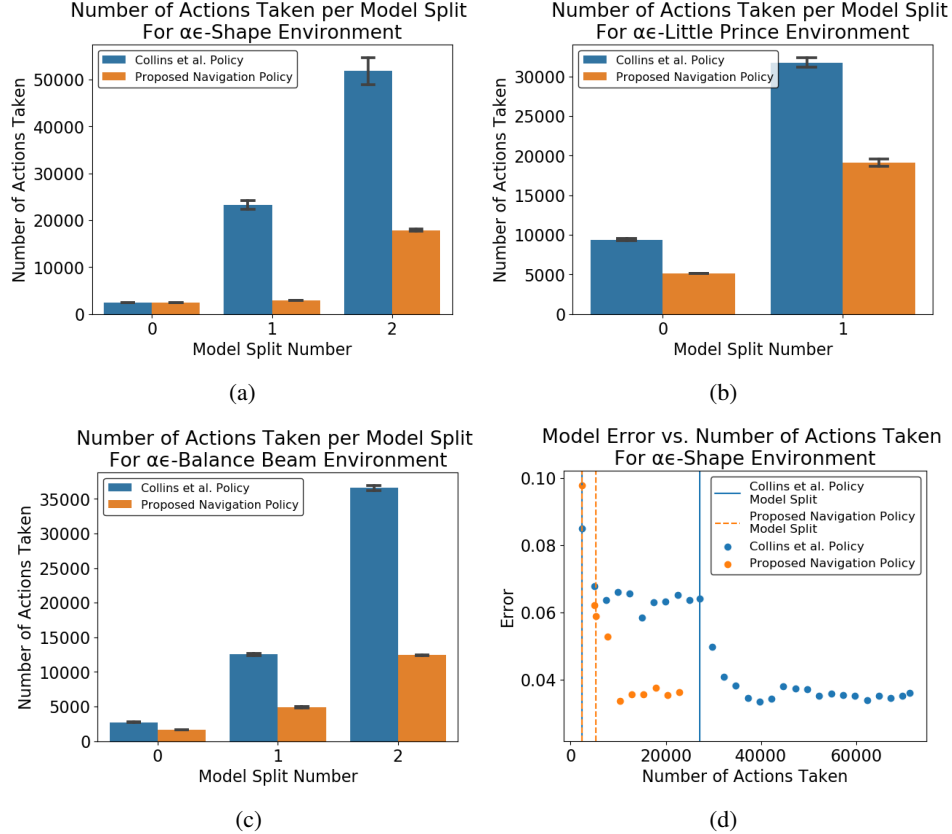 Number of Actions Taken per Model Split
For αϵ-Shape Environment
Collins et al. Policy
Proposed Navigation Policy
Number of Actions Taken
50000
40000
30000
20000
10000
0
0 1 2
Model Split Number
(a)
Number of Actions Taken per Model Split
For αϵ-Little Prince Environment
Collins et al. Policy
Proposed Navigation Policy
Number of Actions Taken
30000
25000
20000
15000
10000
5000
0
0 1
Model Split Number
(b)
Number of Actions Taken per Model Split
For αϵ-Balance Beam Environment
Collins et al. Policy
Proposed Navigation Policy
Number of Actions Taken
35000
30000
25000
20000
15000
10000
5000
0
0 1 2
Model Split Number
(c)
Model Error vs. Number of Actions Taken
For αϵ-Shape Environment
Collins et al. Policy
Model Split
Proposed Navigation Policy
Model Split
Collins et al. Policy
Proposed Navigation Policy
Error
0.10
0.08
0.06
0.04
0 20000 40000 60000
Number of Actions Taken
(d)